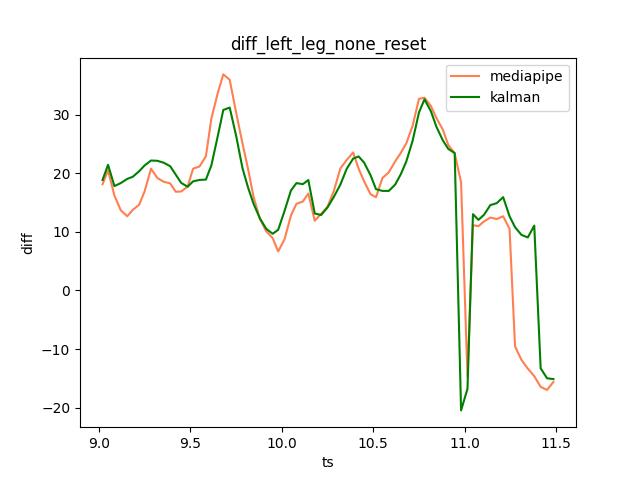 diff_left_leg_none_reset
mediapipe
kalman
30
20
10
0
−10
−20
diff
9.0 9.5 10.0 10.5 11.0 11.5
ts